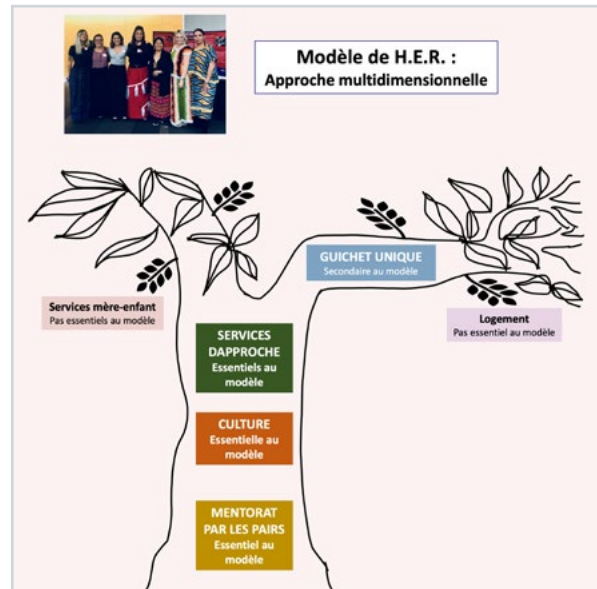 Modèle de H.E.R. :
Approche multidimensionnelle
GUICHET UNIQUE
Secondaire au modèle
Services mère-enfant
Pas essentiels au modèle
Logement
Pas essentiel au modèle
SERVICES
DAPPROCHE
Essentiels au
modèle
CULTURE
Essentielle au
modèle
MENTORAT
PAR LES PAIRS
Essentiel au
modèle